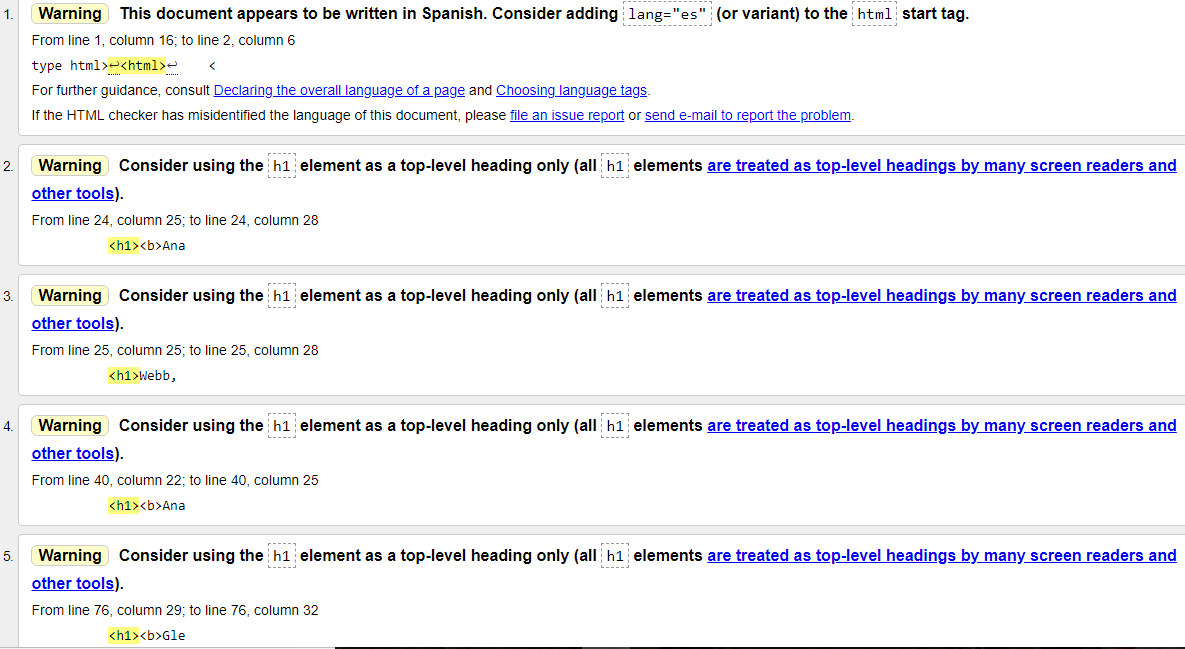 1. Warning This document appears to be written in Spanish. Consider adding lang="es" (or variant) to the html start tag.
From line 1, column 16; to line 2, column 6
type html>↩<html>↩    <
For further guidance, consult Declaring the overall language of a page and Choosing language tags.
If the HTML checker has misidentified the language of this document, please file an issue report or send e-mail to report the problem.
2. Warning Consider using the h1 element as a top-level heading only (all h1 elements are treated as top-level headings by many screen readers and
other tools).
From line 24, column 25; to line 24, column 28
<h1><b>Ana
3. Warning Consider using the h1 element as a top-level heading only (all h1 elements are treated as top-level headings by many screen readers and
other tools).
From line 25, column 25; to line 25, column 28
<h1>Webb,
4. Warning Consider using the h1 element as a top-level heading only (all h1 elements are treated as top-level headings by many screen readers and
other tools).
From line 40, column 22; to line 40, column 25
<h1><b>Ana
5. Warning Consider using the h1 element as a top-level heading only (all h1 elements are treated as top-level headings by many screen readers and
other tools).
From line 76, column 29; to line 76, column 32
<h1><b>Gle